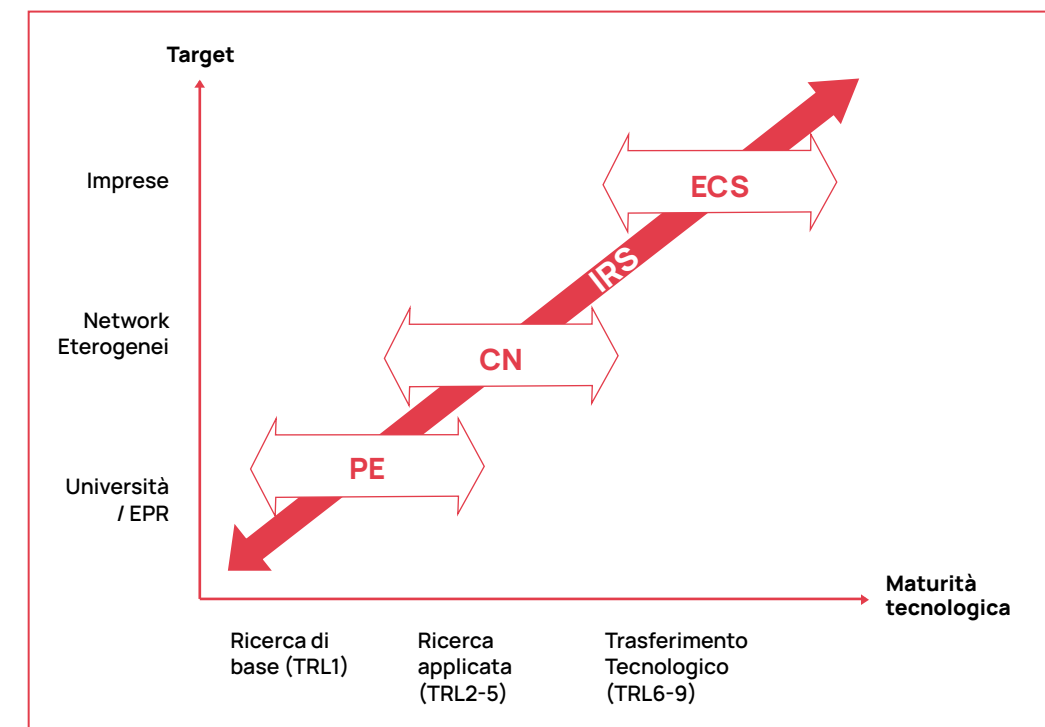 Target
Imprese
ECS
IRS
Network
Eterogenei
CN
PE
Università
/ EPR
Maturità
tecnologica
Ricerca di
base (TRL1)
Ricerca
applicata
(TRL2-5)
Trasferimento
Tecnologico
(TRL6-9)